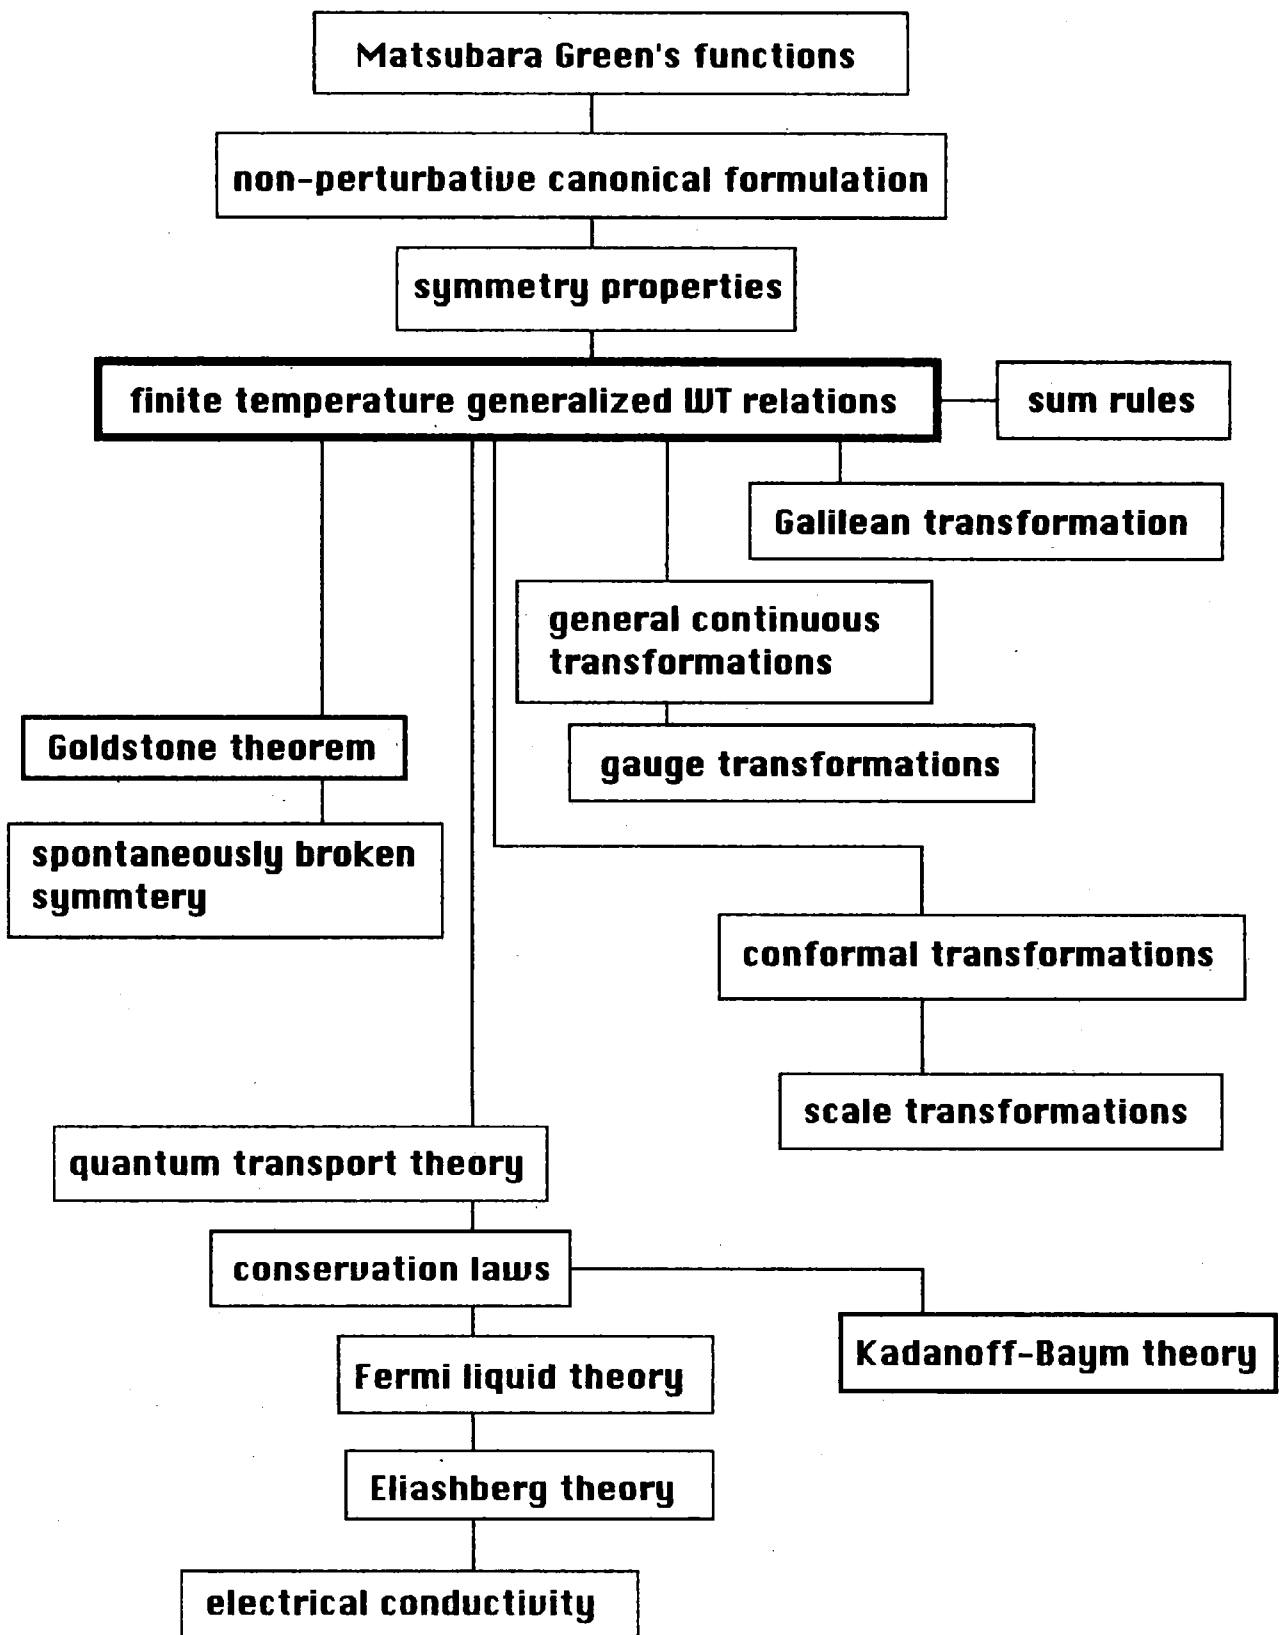 Matsubara Green's functions
non-perturbative canonical formulation
symmetry properties
finite temperature generalized WT relations
sum rules
Galilean transformation
general continuous
transformations
Goldstone theorem
gauge transformations
spontaneously broken
symmtery
conformal transformations
scale transformations
quantum transport theory
conservation laws
Kadanoff-Baym theory
Fermi liquid theory
Eliashberg theory
electrical conductivity